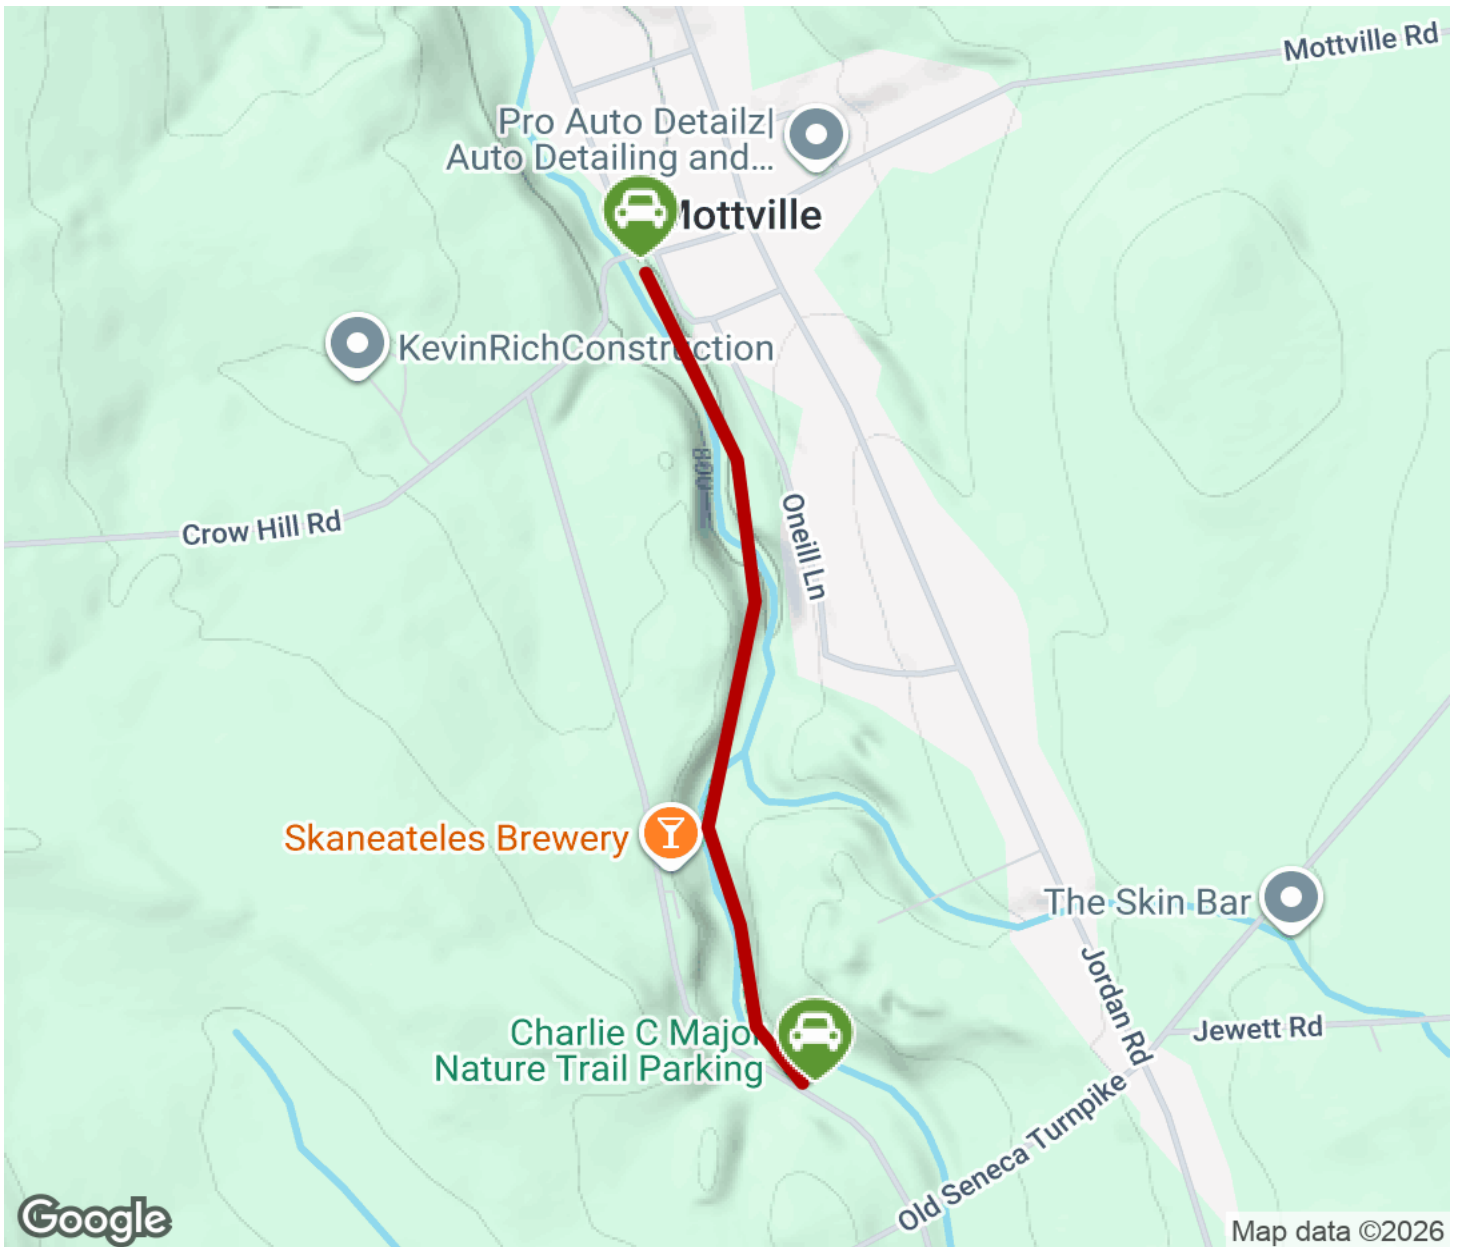 Mottville Rd
Pro Auto Detailz|
Auto Detailing and...
Mottville
KevinRichConstruction
800
Crow Hill Rd
Oneill Ln
Skaneateles Brewery
The Skin Bar
Jordan Rd
Charlie C Major
Nature Trail Parking
Jewett Rd
Old Seneca Turnpike
Google
Map data ©2026